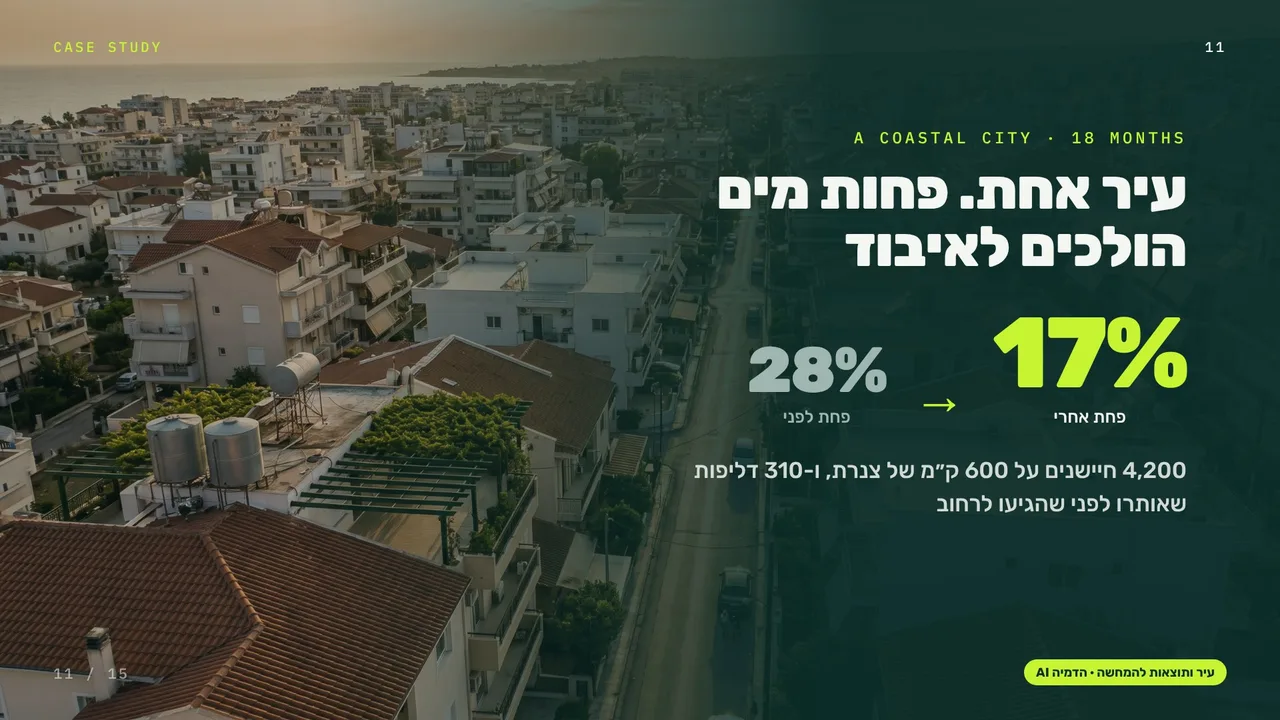 CASE STUDY
11
A COASTAL CITY · 18 MONTHS
עיר אחת. פחות מים
הולכים לאיבוד
17%
פחת אחרי
→
28%
פחת לפני
4,200 חיישנים על 600 ק״מ של צנרת, ו-310 דליפות
שאותרו לפני שהגיעו לרחוב
11 / 15
עיר ותוצאות להמחשה · הדמיה AI